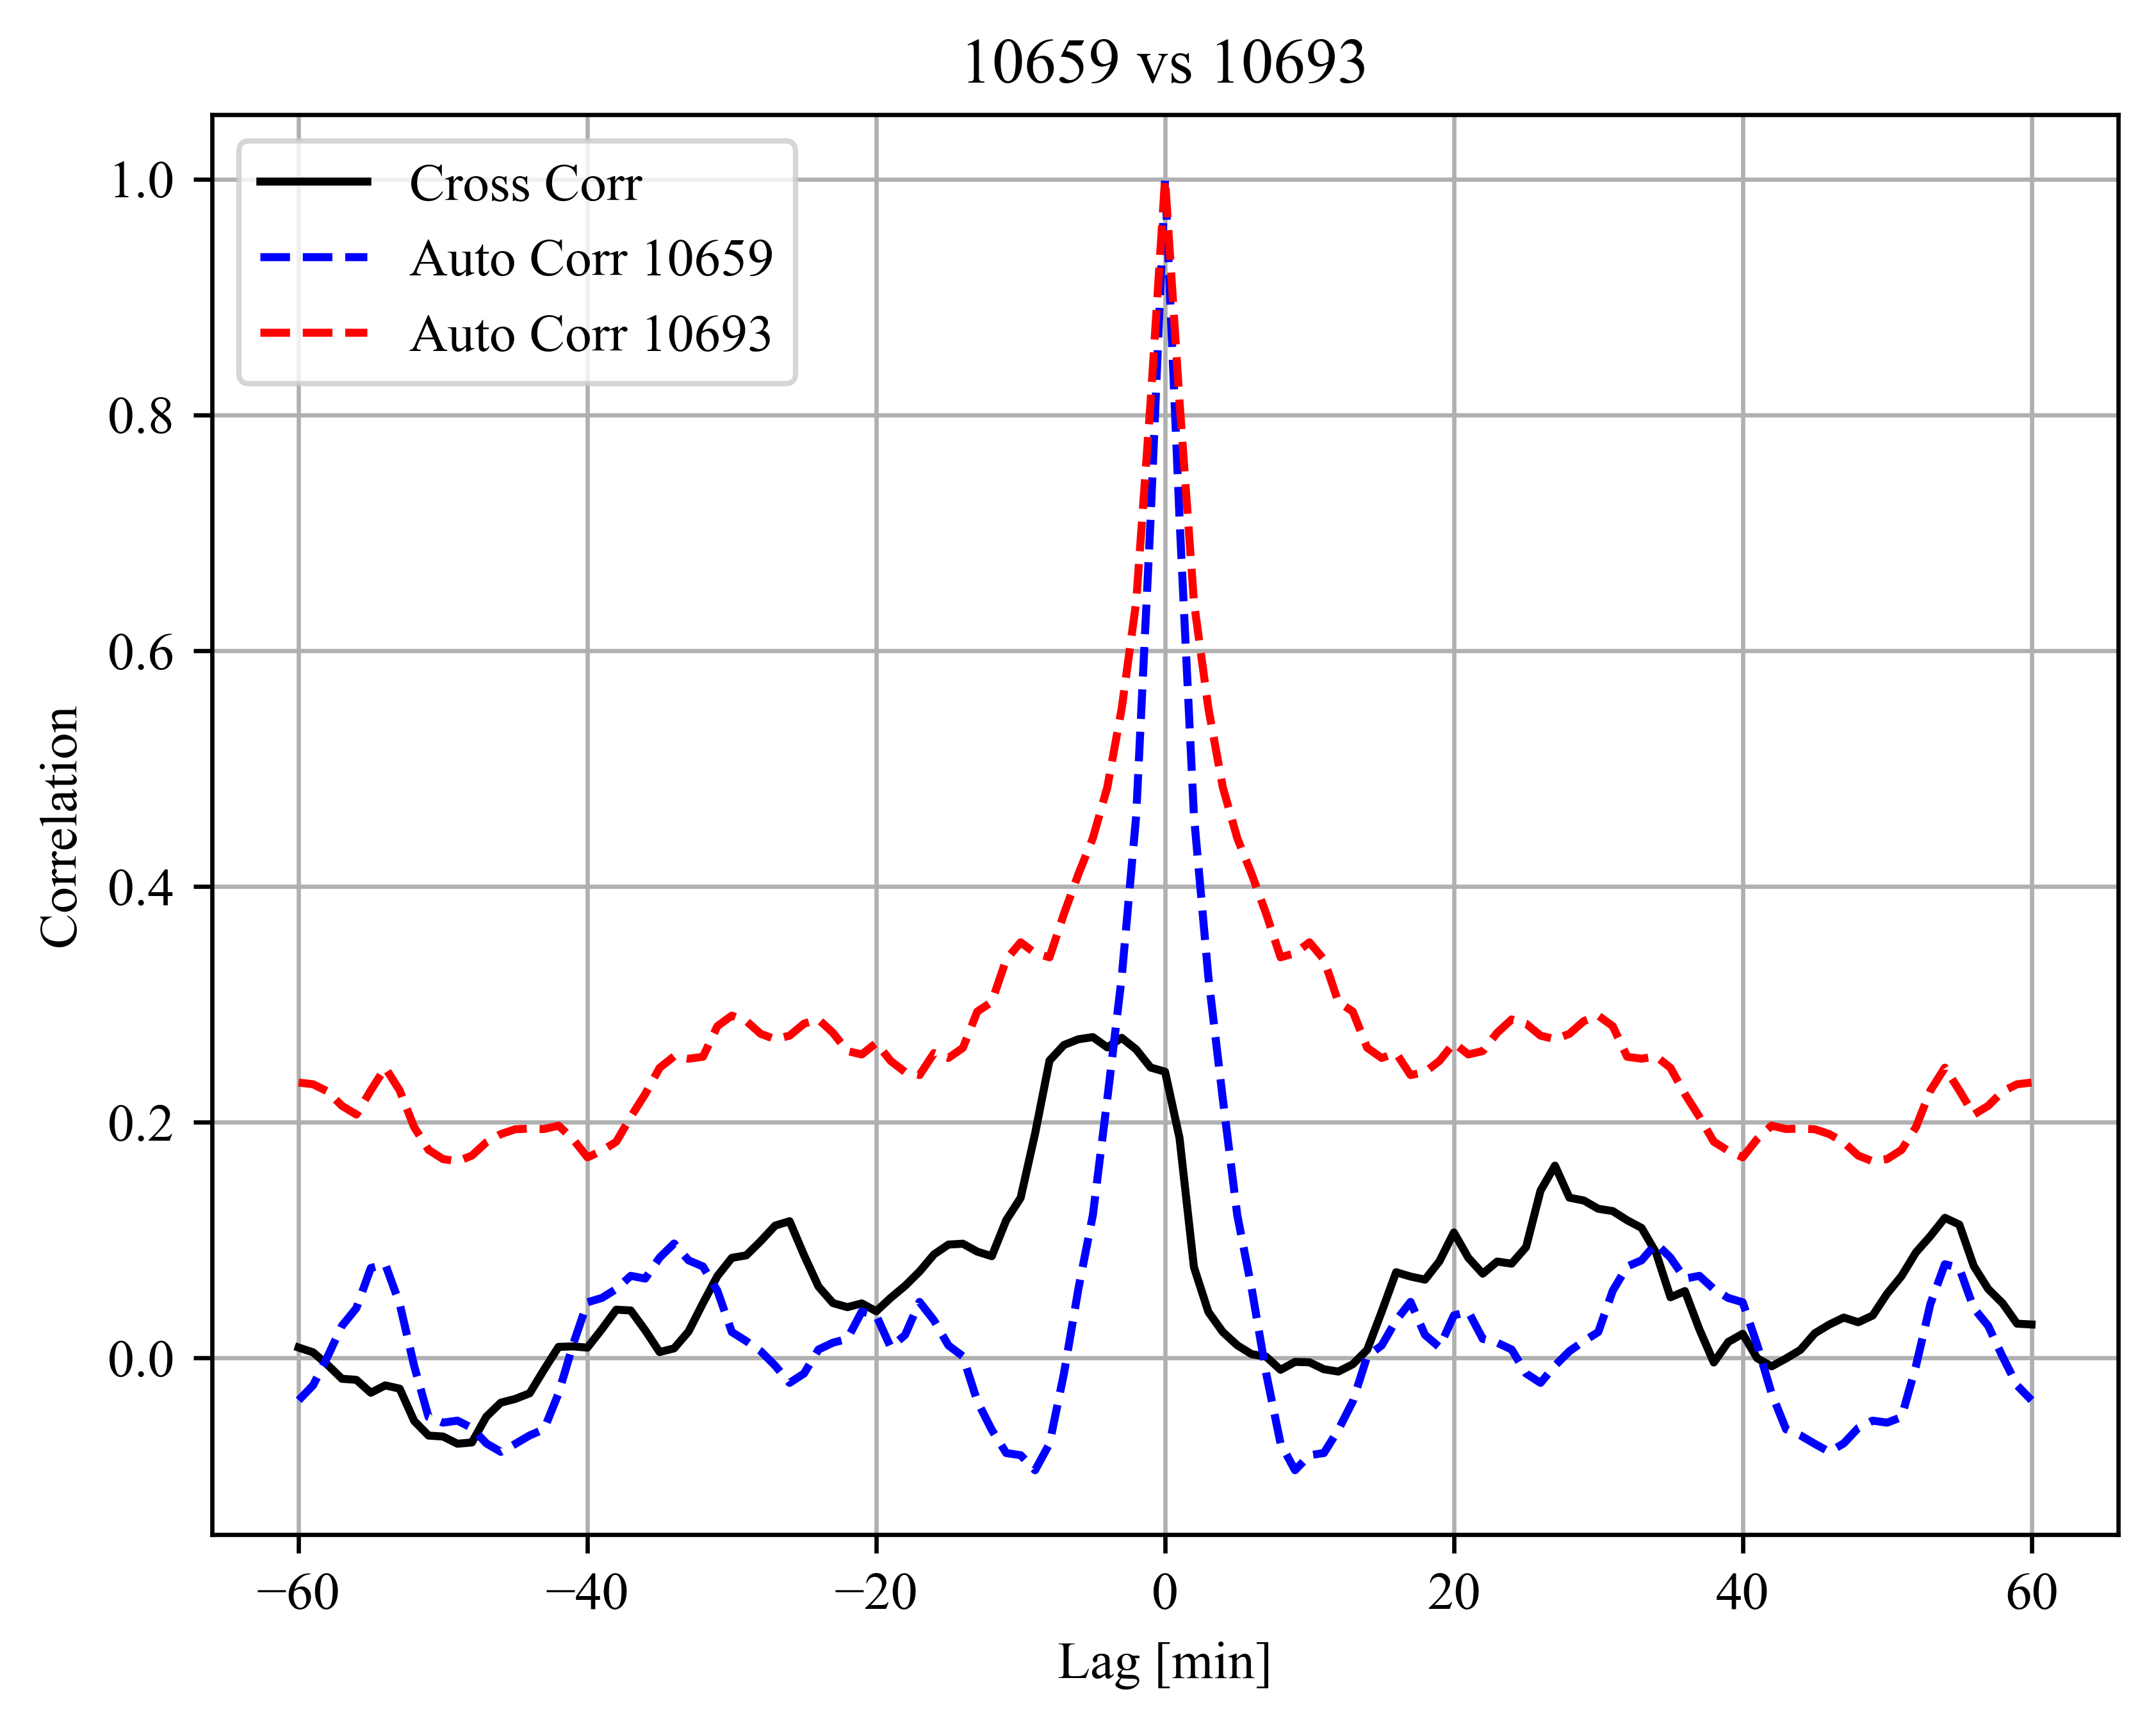 10659 vs 10693
Cross Corr
Auto Corr 10659
Auto Corr 10693
1.0
0.8
0.6
0.4
0.2
0.0
Correlation
−60 −40 −20 0 20 40 60
Lag [min]